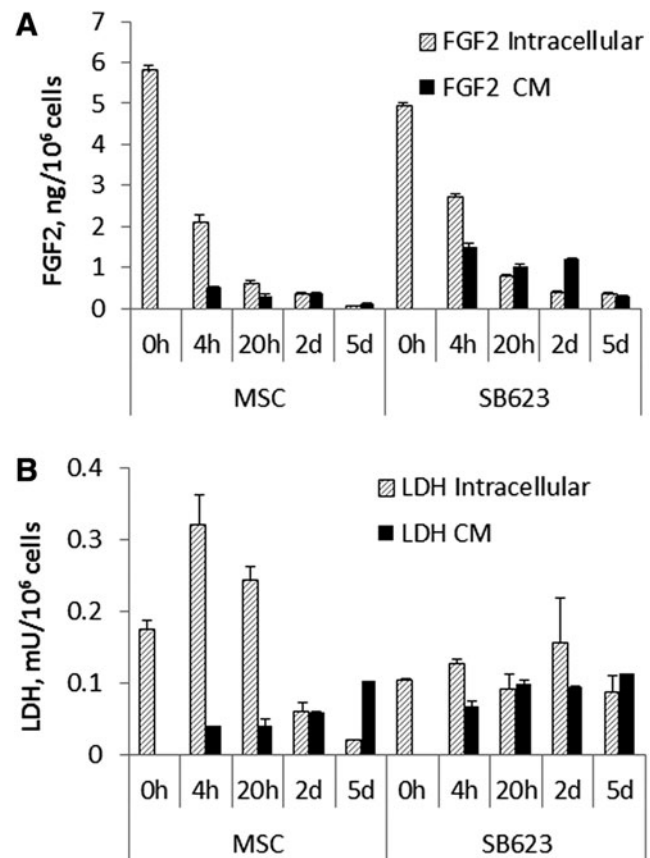 A
FGF2, ng/10⁶ cells
7
6
5
4
3
2
1
0
FGF2 Intracellular
FGF2 CM
0h 4h 20h 2d 5d 0h 4h 20h 2d 5d
MSC SB623
B
LDH, mU/10⁶ cells
0.4
0.3
0.2
0.1
0
LDH Intracellular
LDH CM
0h 4h 20h 2d 5d 0h 4h 20h 2d 5d
MSC SB623